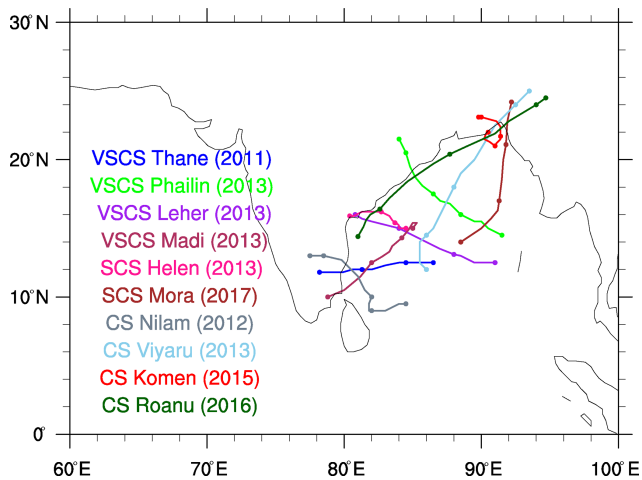 30°N
20°N
10°N
0°
60°E
70°E
80°E
90°E
100°E
VSCS Thane (2011)
VSCS Phailin (2013)
VSCS Leher (2013)
VSCS Madi (2013)
SCS Helen (2013)
SCS Mora (2017)
CS Nilam (2012)
CS Viyaru (2013)
CS Komen (2015)
CS Roanu (2016)